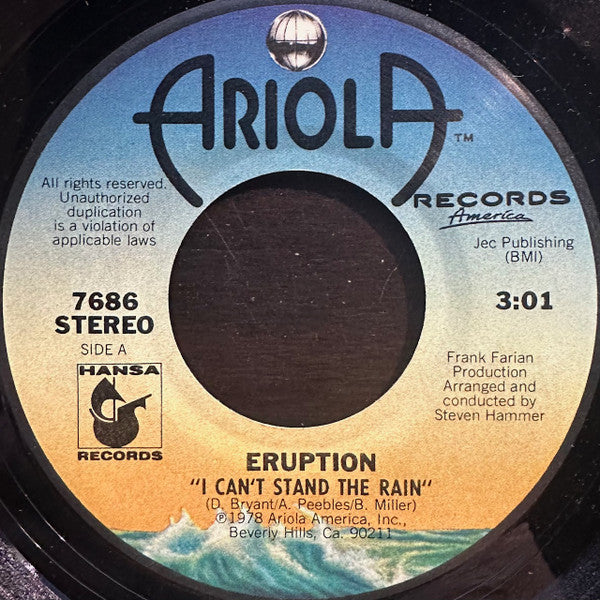 ARIOLA™
RECORDS
America
All rights reserved.
Unauthorized
duplication
is a violation of
applicable laws
Jec Publishing
(BMI)
7686
STEREO
SIDE A
3:01
HANSA
RECORDS
Frank Farian
Production
Arranged and
conducted by
Steven Hammer
ERUPTION
"I CAN'T STAND THE RAIN"
(D. Bryant/A. Peebles/B. Miller)
℗1978 Ariola America, Inc.,
Beverly Hills, Ca. 90211